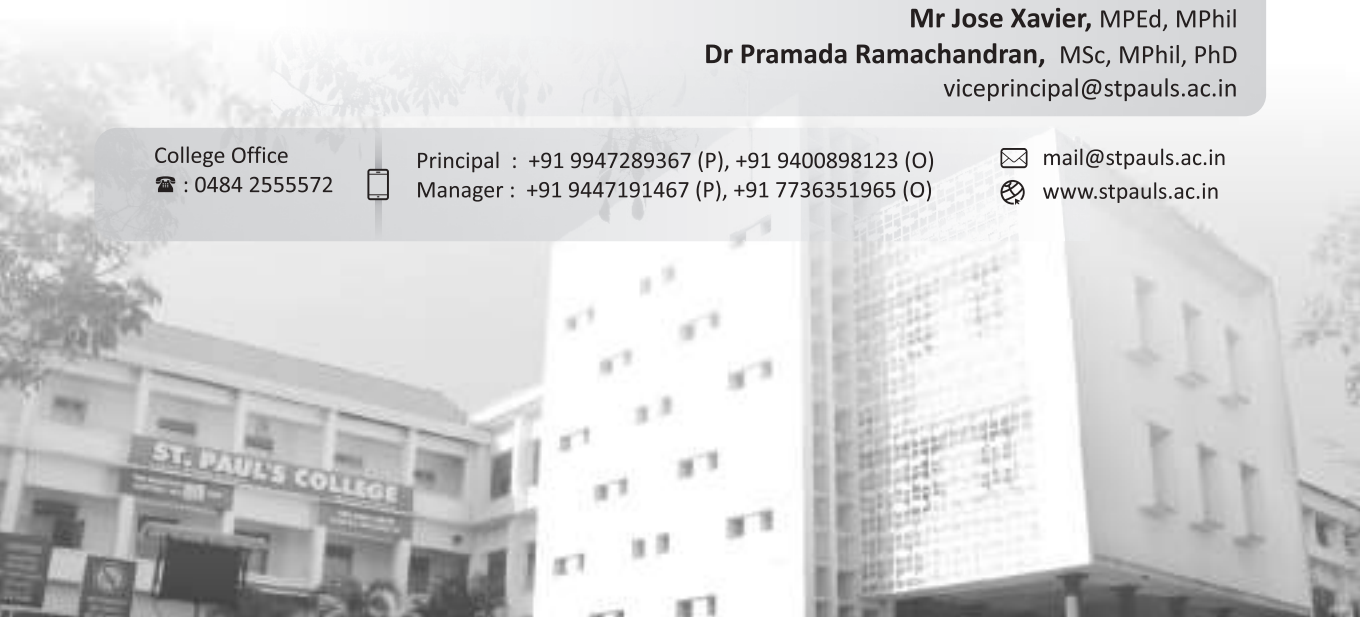 Mr Jose Xavier, MPEd, MPhil
Dr Pramada Ramachandran, MSc, MPhil, PhD
viceprincipal@stpauls.ac.in
College Office
☎ : 0484 2555572
Principal : +91 9947289367 (P), +91 9400898123 (O)
Manager : +91 9447191467 (P), +91 7736351965 (O)
mail@stpauls.ac.in
www.stpauls.ac.in
ST. PAUL'S COLLEGE